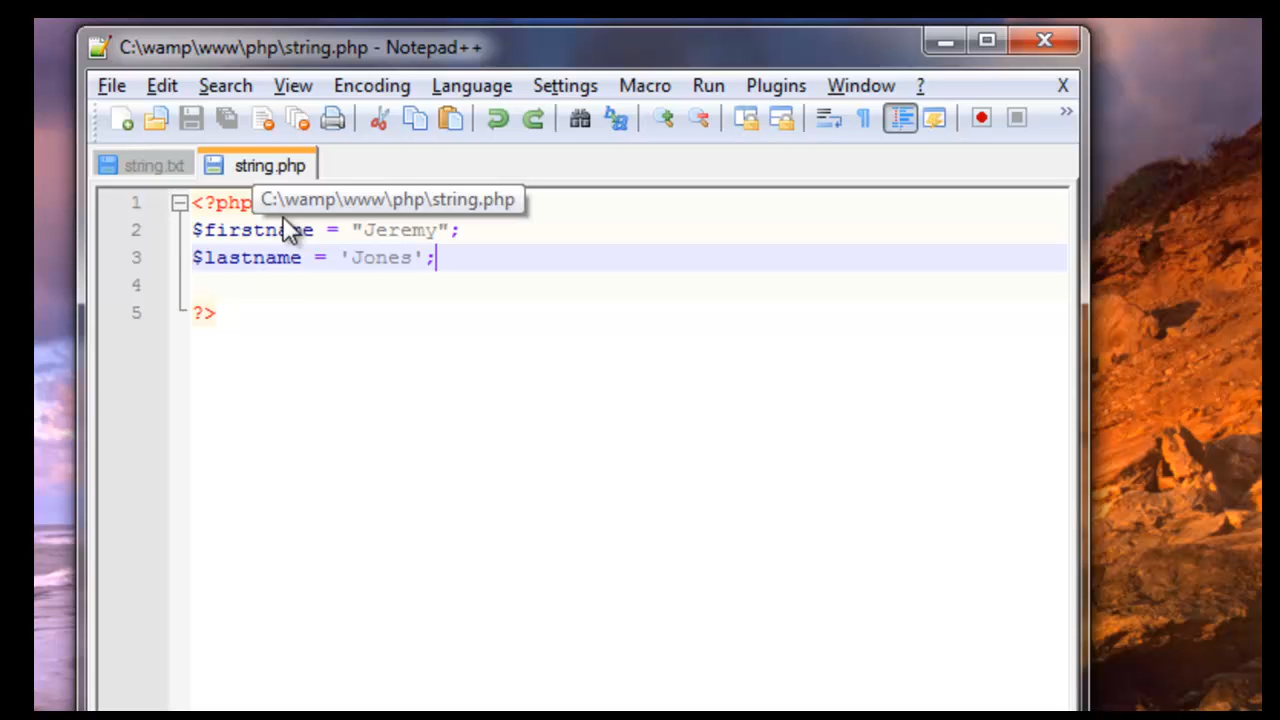 C:\wamp\www\php\string.php - Notepad++
File Edit Search View Encoding Language Settings Macro Run Plugins Window ? X
string.txt string.php
C:\wamp\www\php\string.php
1 <?php
2 $firstname = "Jeremy";
3 $lastname = 'Jones';
4
5 ?>